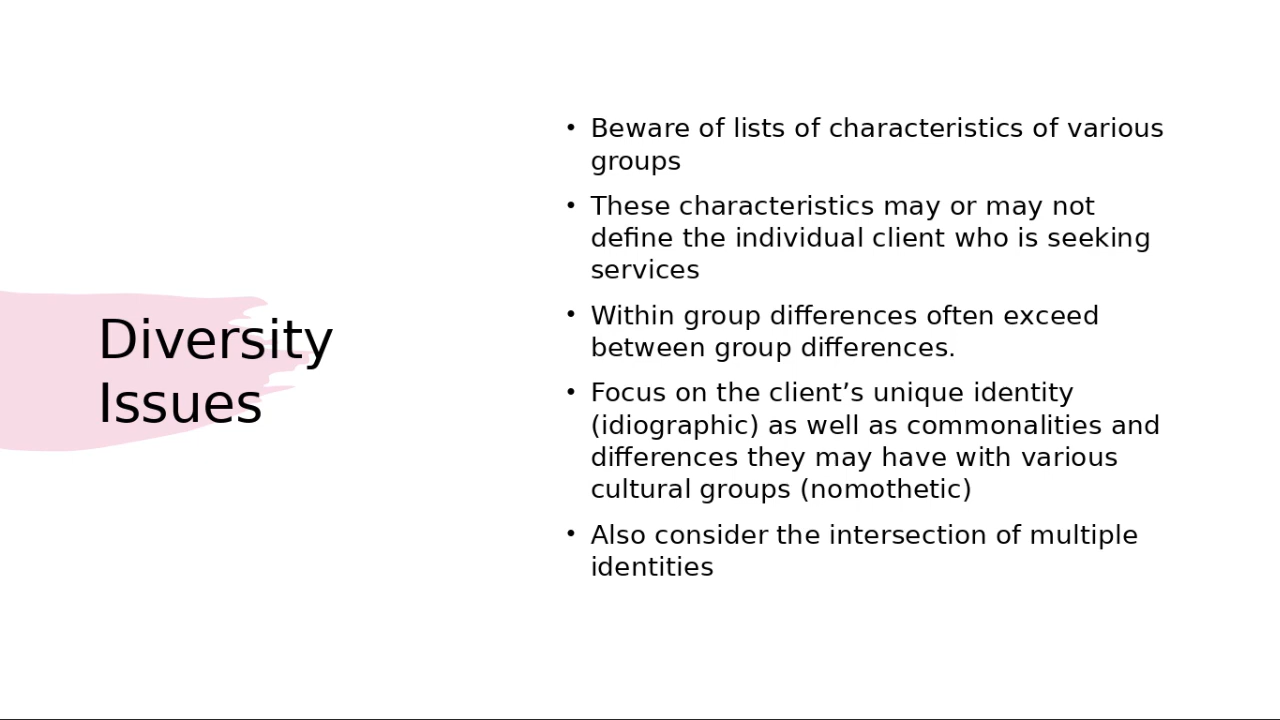 Diversity
Issues
• Beware of lists of characteristics of various
groups
• These characteristics may or may not
define the individual client who is seeking
services
• Within group differences often exceed
between group differences.
• Focus on the client’s unique identity
(idiographic) as well as commonalities and
differences they may have with various
cultural groups (nomothetic)
• Also consider the intersection of multiple
identities